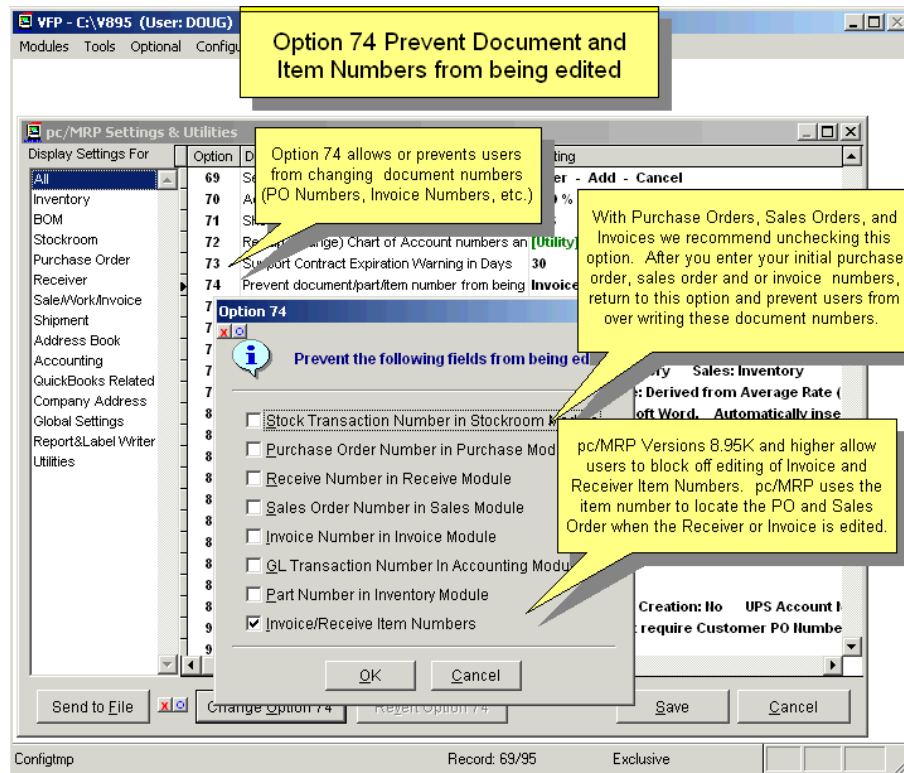 VFP - C:\V895 (User: DOUG)
Modules Tools Optional Configu
Option 74 Prevent Document and
Item Numbers from being edited
pc/MRP Settings & Utilities
Display Settings For
Option
All
Inventory
BOM
Stockroom
Purchase Order
Receiver
Sale/Work/Invoice
Shipment
Address Book
Accounting
QuickBooks Related
Company Address
Global Settings
Report&Label Writer
Utilities
Option 74 allows or prevents users
from changing document numbers
(PO Numbers, Invoice Numbers, etc.)
69 er - Add - Cancel
70 %
71
72 ange) Chart of Account numbers an [Utility]
73 Support Contract Expiration Warning in Days 30
74 Prevent document/part/item number from being Invoice
With Purchase Orders, Sales Orders, and
Invoices we recommend unchecking this
option. After you enter your initial purchase
order, sales order and or invoice numbers,
return to this option and prevent users from
over writing these document numbers.
Option 74
Prevent the following fields from being ed
Stock Transaction Number in Stockroom
Purchase Order Number in Purchase Mod
Receive Number in Receive Module
Sales Order Number in Sales Module
Invoice Number in Invoice Module
GL Transaction Number In Accounting Modu
Part Number in Inventory Module
Invoice/Receive Item Numbers
OK Cancel
ory Sales: Inventory
e: Derived from Average Rate (
oft Word, Automatically inse
pc/MRP Versions 8.95K and higher allow
users to block off editing of Invoice and
Receiver Item Numbers. pc/MRP uses the
item number to locate the PO and Sales
Order when the Receiver or Invoice is edited.
Creation: No UPS Account N
require Customer PO Numbe
Send to File
Change Option 74
Revert Option 74
Save
Cancel
Configtmp
Record: 69/95
Exclusive